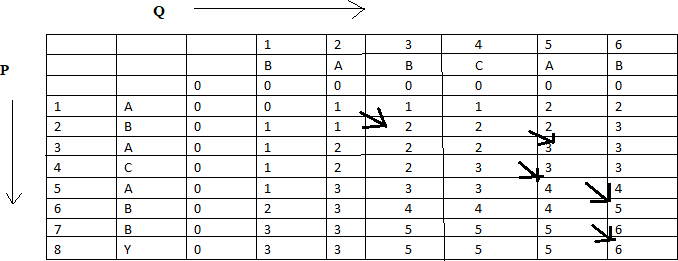 Q
P
1 2 3 4 5 6
B A B C A B
0 0 0 0 0 0 0
1 A 0 0 1 1 1 2 2
2 B 0 1 1 2 2 2 3
3 A 0 1 2 2 2 3 3
4 C 0 1 2 2 3 3 3
5 A 0 1 3 3 3 4 4
6 B 0 2 3 4 4 4 5
7 B 0 3 3 5 5 5 6
8 Y 0 3 3 5 5 5 6